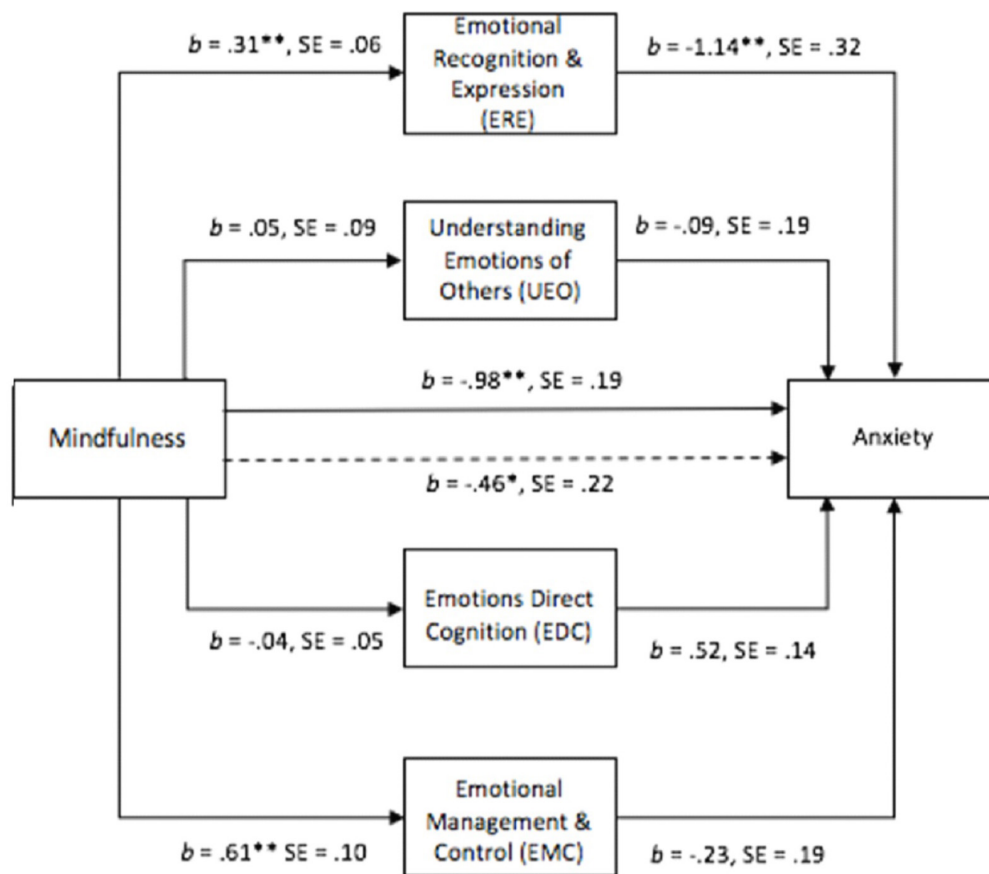 b = .31**, SE = .06
Emotional
Recognition &
Expression
(ERE)
b = -1.14**, SE = .32
b = .05, SE = .09
Understanding
Emotions of
Others (UEO)
b = -.09, SE = .19
Mindfulness
b = -.98**, SE = .19
b = -.46*, SE = .22
Anxiety
b = -.04, SE = .05
Emotions Direct
Cognition (EDC)
b = .52, SE = .14
b = .61** SE = .10
Emotional
Management &
Control (EMC)
b = -.23, SE = .19